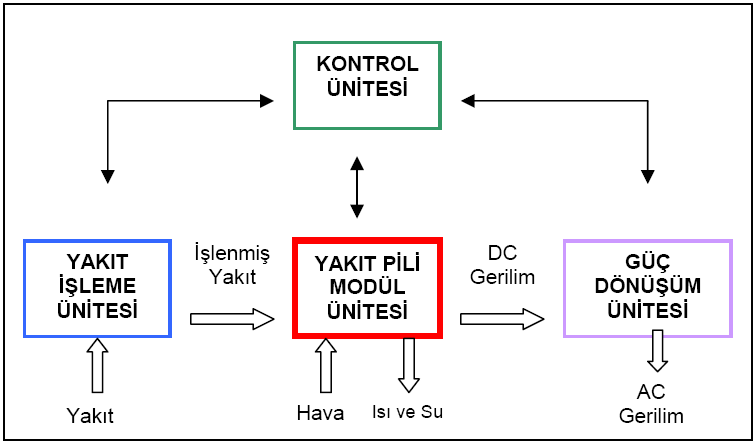 KONTROL
ÜNİTESİ
YAKIT
İŞLEME
ÜNİTESİ
İşlenmiş
Yakıt
YAKIT PİLİ
MODÜL
ÜNİTESİ
DC
Gerilim
GÜÇ
DÖNÜŞÜM
ÜNİTESİ
Yakıt
Hava
Isı ve Su
AC
Gerilim